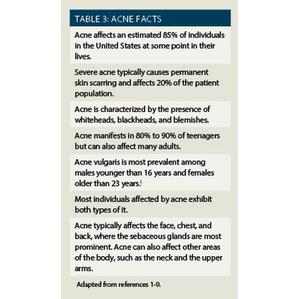 TABLE 3: ACNE FACTS
Acne affects an estimated 85% of individuals
in the United States at some point in their
lives.
Severe acne typically causes permanent
skin scarring and affects 20% of the patient
population.
Acne is characterized by the presence of
whiteheads, blackheads, and blemishes.
Acne manifests in 80% to 90% of teenagers
but can also affect many adults.
Acne vulgaris is most prevalent among
males younger than 16 years and females
older than 23 years.
Most individuals affected by acne exhibit
both types of it.
Acne typically affects the face, chest, and
back, where the sebaceous glands are most
prominent. Acne can also affect other areas
of the body, such as the neck and the upper
arms.
Adapted from references 1-9.